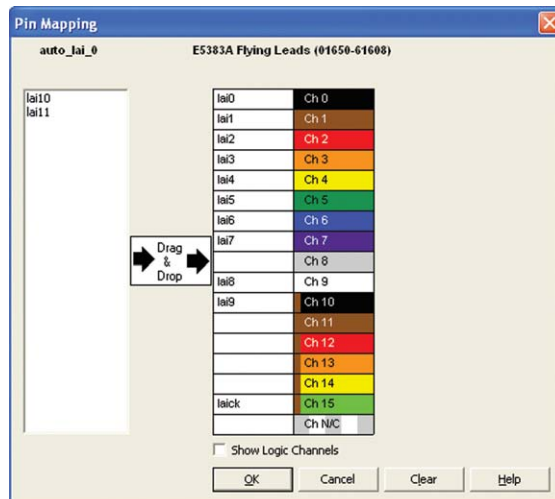 Pin Mapping
auto_lai_0 E5383A Flying Leads (01650-61608)
lai10
lai11
Drag
&
Drop
lai0 Ch 0
lai1 Ch 1
lai2 Ch 2
lai3 Ch 3
lai4 Ch 4
lai5 Ch 5
lai6 Ch 6
lai7 Ch 7
Ch 8
lai8 Ch 9
lai9 Ch 10
Ch 11
Ch 12
Ch 13
Ch 14
laick Ch 15
Ch N/C
Show Logic Channels
OK Cancel Clear Help